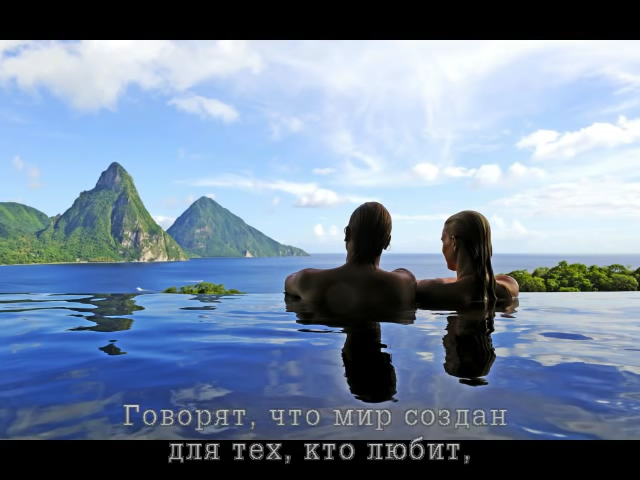 Говорят, что мир создан
для тех, кто любит,